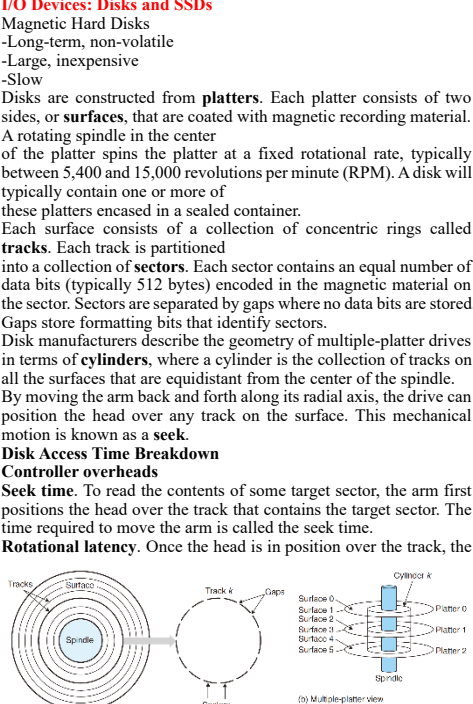 I/O Devices: Disks and SSDs
Magnetic Hard Disks
-Long-term, non-volatile
-Large, inexpensive
-Slow
Disks are constructed from platters. Each platter consists of two
sides, or surfaces, that are coated with magnetic recording material.
A rotating spindle in the center
of the platter spins the platter at a fixed rotational rate, typically
between 5,400 and 15,000 revolutions per minute (RPM). A disk will
typically contain one or more of
these platters encased in a sealed container.
Each surface consists of a collection of concentric rings called
tracks. Each track is partitioned
into a collection of sectors. Each sector contains an equal number of
data bits (typically 512 bytes) encoded in the magnetic material on
the sector. Sectors are separated by gaps where no data bits are stored
Gaps store formatting bits that identify sectors.
Disk manufacturers describe the geometry of multiple-platter drives
in terms of cylinders, where a cylinder is the collection of tracks on
all the surfaces that are equidistant from the center of the spindle.
By moving the arm back and forth along its radial axis, the drive can
position the head over any track on the surface. This mechanical
motion is known as a seek.
Disk Access Time Breakdown
Controller overheads
Seek time. To read the contents of some target sector, the arm first
positions the head over the track that contains the target sector. The
time required to move the arm is called the seek time.
Rotational latency. Once the head is in position over the track, the
Tracks
Surface
Spindle
Track k
Gaps
Cylinder k
Surface 0
Surface 1
Surface 2
Surface 3
Surface 4
Surface 5
Platter 0
Platter 1
Platter 2
Spindle
(b) Multiple-platter view